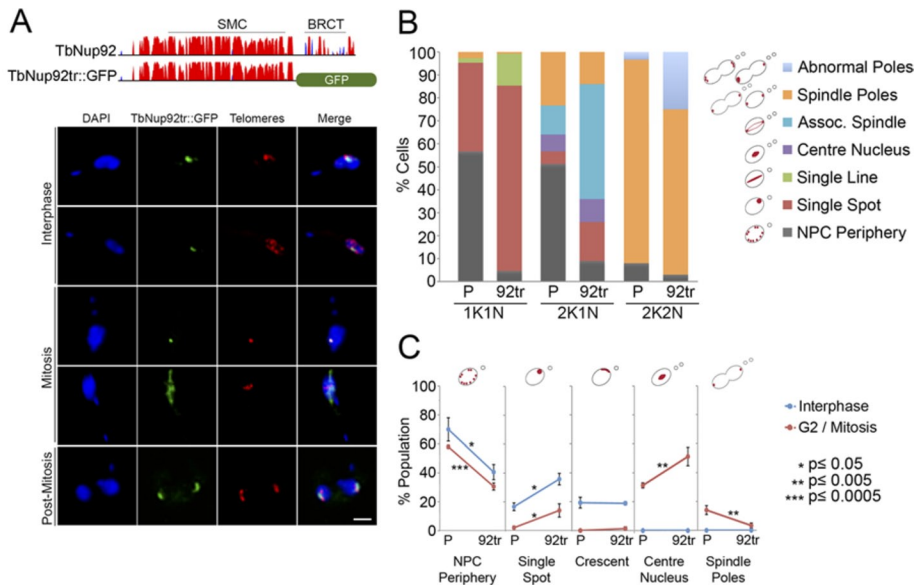 A
SMC
BRCT
TbNup92
TbNup92tr::GFP
GFP
DAPI
TbNup92tr::GFP
Telomeres
Merge
Interphase
Mitosis
Post-Mitosis
B
% Cells
100
90
80
70
60
50
40
30
20
10
0
P
92tr
P
92tr
P
92tr
1K1N
2K1N
2K2N
Abnormal Poles
Spindle Poles
Assoc. Spindle
Centre Nucleus
Single Line
Single Spot
NPC Periphery
C
% Population
100
80
60
40
20
0
*
***
*
*
**
**
P
92tr
P
92tr
P
92tr
P
92tr
P
92tr
NPC
Periphery
Single
Spot
Crescent
Centre
Nucleus
Spindle
Poles
Interphase
G2 / Mitosis
* p≤ 0.05
** p≤ 0.005
*** p≤ 0.0005